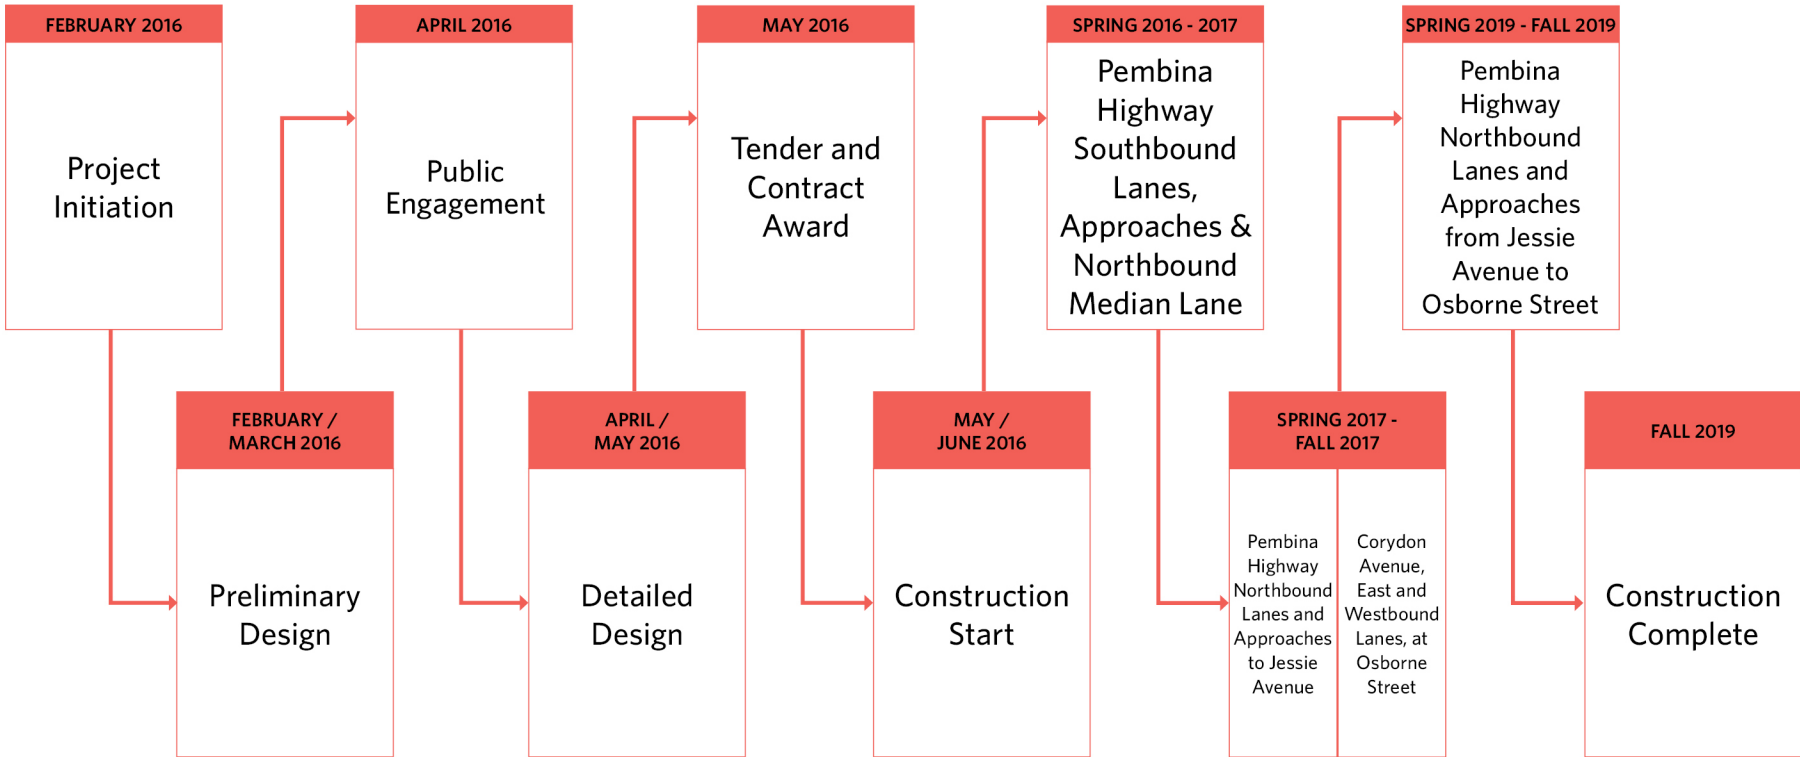 FEBRUARY 2016
Project
Initiation
FEBRUARY /
MARCH 2016
Preliminary
Design
APRIL 2016
Public
Engagement
APRIL /
MAY 2016
Detailed
Design
MAY 2016
Tender and
Contract
Award
MAY /
JUNE 2016
Construction
Start
SPRING 2016 - 2017
Pembina
Highway
Southbound
Lanes,
Approaches &
Northbound
Median Lane
SPRING 2017 -
FALL 2017
Pembina
Highway
Northbound
Lanes and
Approaches
to Jessie
Avenue
Corydon
Avenue,
East and
Westbound
Lanes, at
Osborne
Street
SPRING 2019 - FALL 2019
Pembina
Highway
Northbound
Lanes and
Approaches
from Jessie
Avenue to
Osborne Street
FALL 2019
Construction
Complete